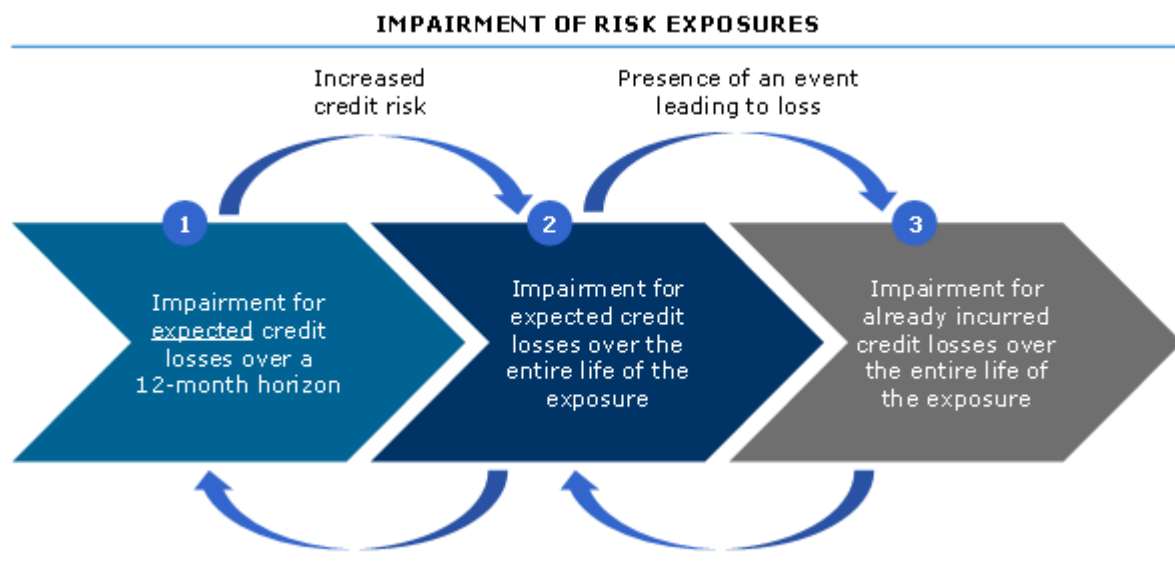 IMPAIRMENT OF RISK EXPOSURES
Increased
credit risk
Presence of an event
leading to loss
1
2
3
Impairment for
expected credit
losses over a
12-month horizon
Impairment for
expected credit
losses over the
entire life of the
exposure
Impairment for
already incurred
credit losses over
the entire life of
the exposure